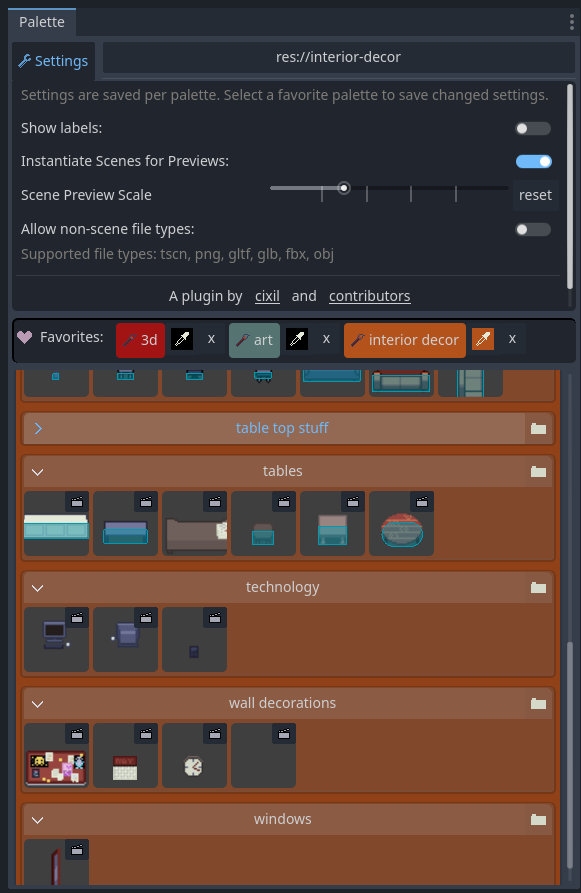 Palette
Settings
res://interior-decor
Settings are saved per palette. Select a favorite palette to save changed settings.
Show labels:
Instantiate Scenes for Previews:
Scene Preview Scale
reset
Allow non-scene file types:
Supported file types: tscn, png, gltf, glb, fbx, obj
A plugin by cixil and contributors
Favorites: 3d x art x interior decor x
table top stuff
tables
technology
wall decorations
windows